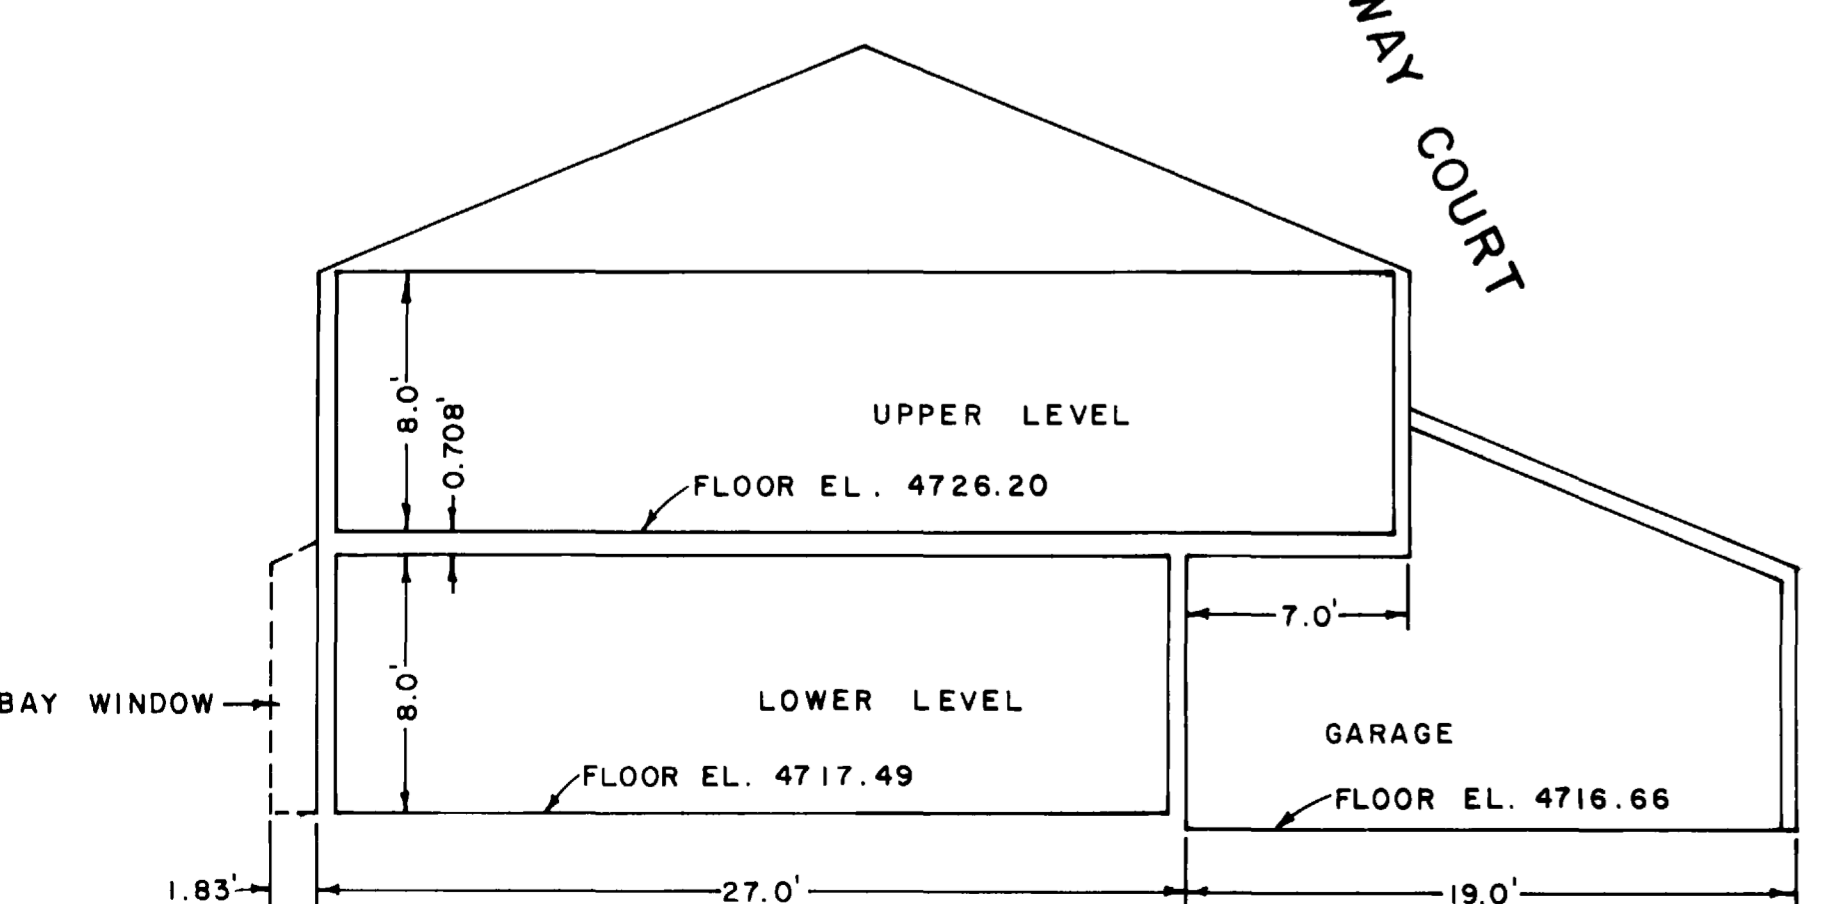 WAY COURT
8.0'
0.708'
UPPER LEVEL
FLOOR EL. 4726.20
7.0'
BAY WINDOW
8.0'
LOWER LEVEL
GARAGE
FLOOR EL. 4717.49
FLOOR EL. 4716.66
1.83'
27.0'
19.0'